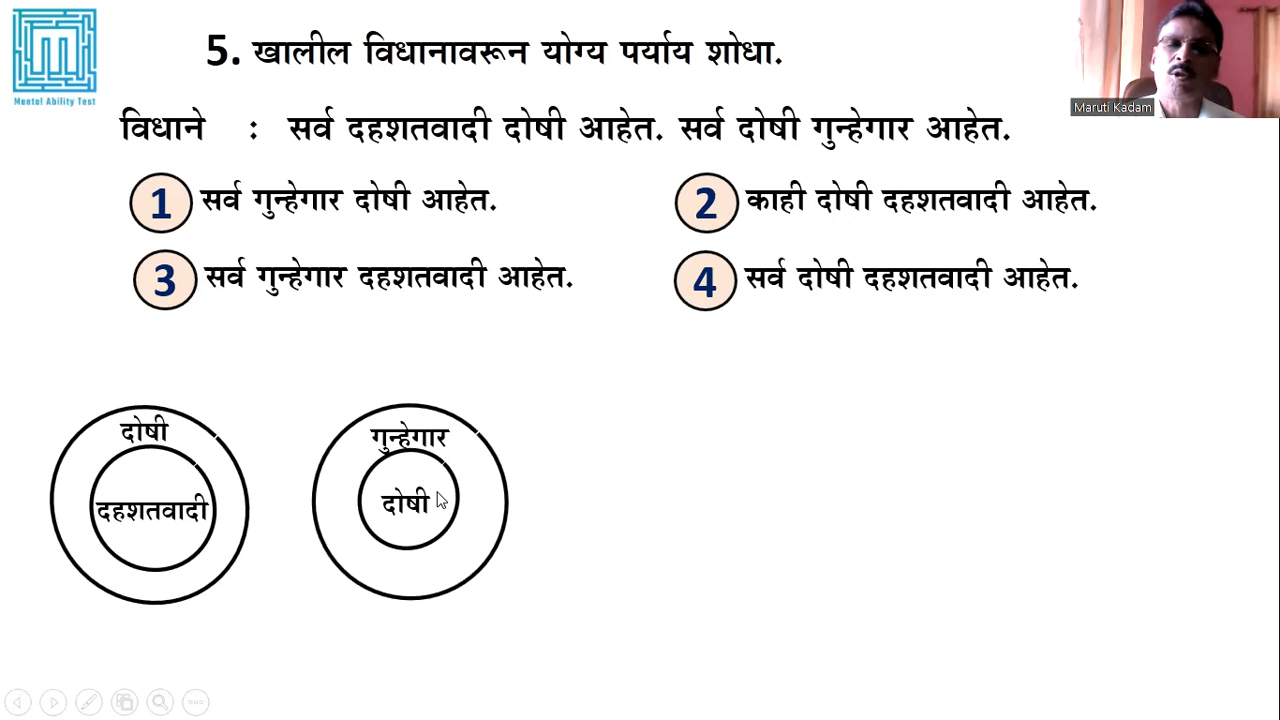 Mental Ability Test
5. खालील विधानावरून योग्य पर्याय शोधा.
Maruti Kadam
विधाने : सर्व दहशतवादी दोषी आहेत. सर्व दोषी गुन्हेगार आहेत.
1 सर्व गुन्हेगार दोषी आहेत.
2 काही दोषी दहशतवादी आहेत.
3 सर्व गुन्हेगार दहशतवादी आहेत.
4 सर्व दोषी दहशतवादी आहेत.
दोषी
दहशतवादी
गुन्हेगार
दोषी